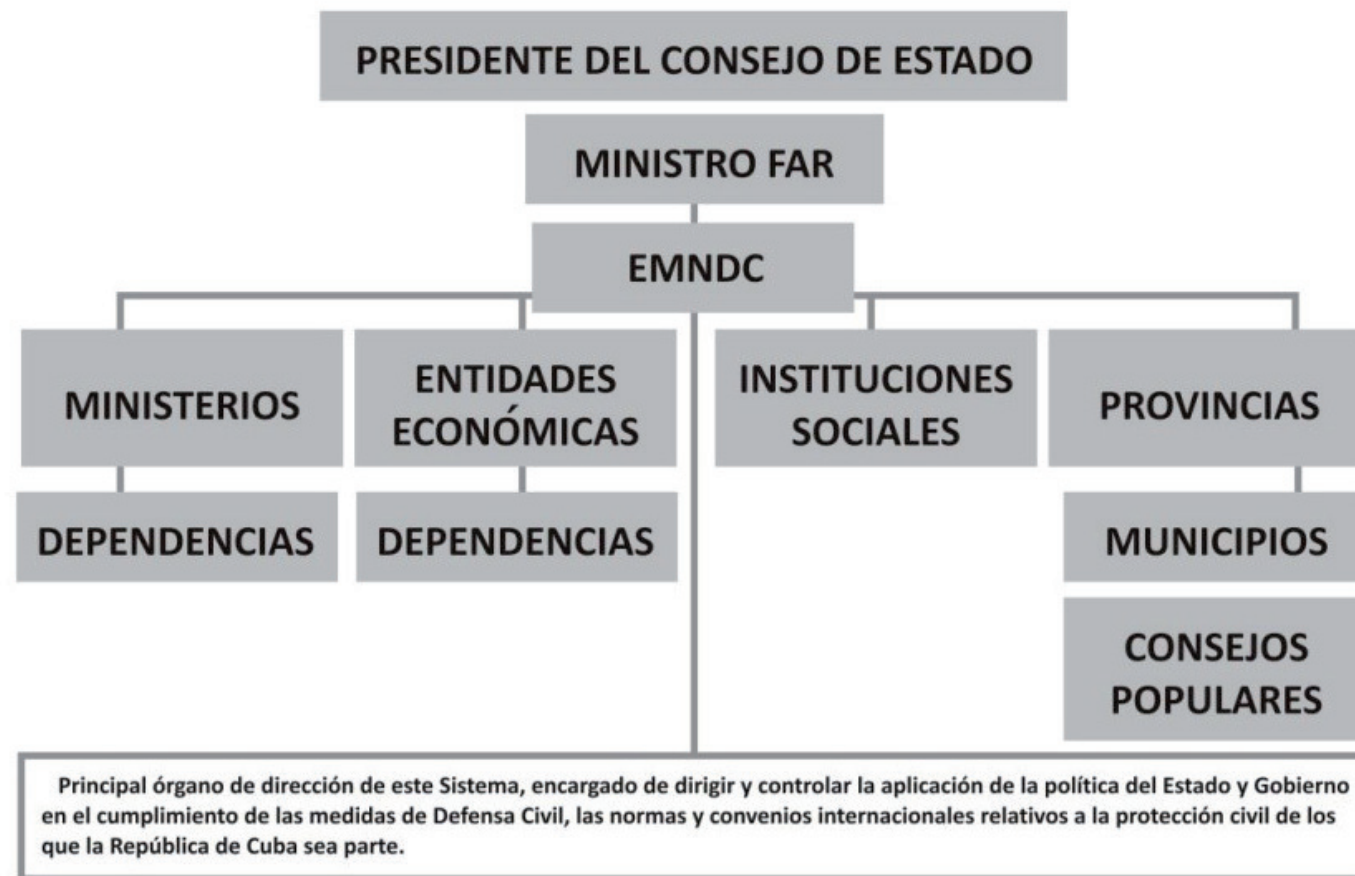 PRESIDENTE DEL CONSEJO DE ESTADO
MINISTRO FAR
EMNDC
MINISTERIOS
ENTIDADES
ECONÓMICAS
INSTITUCIONES
SOCIALES
PROVINCIAS
DEPENDENCIAS
DEPENDENCIAS
MUNICIPIOS
CONSEJOS
POPULARES
Principal órgano de dirección de este Sistema, encargado de dirigir y controlar la aplicación de la política del Estado y Gobierno
en el cumplimiento de las medidas de Defensa Civil, las normas y convenios internacionales relativos a la protección civil de los
que la República de Cuba sea parte.